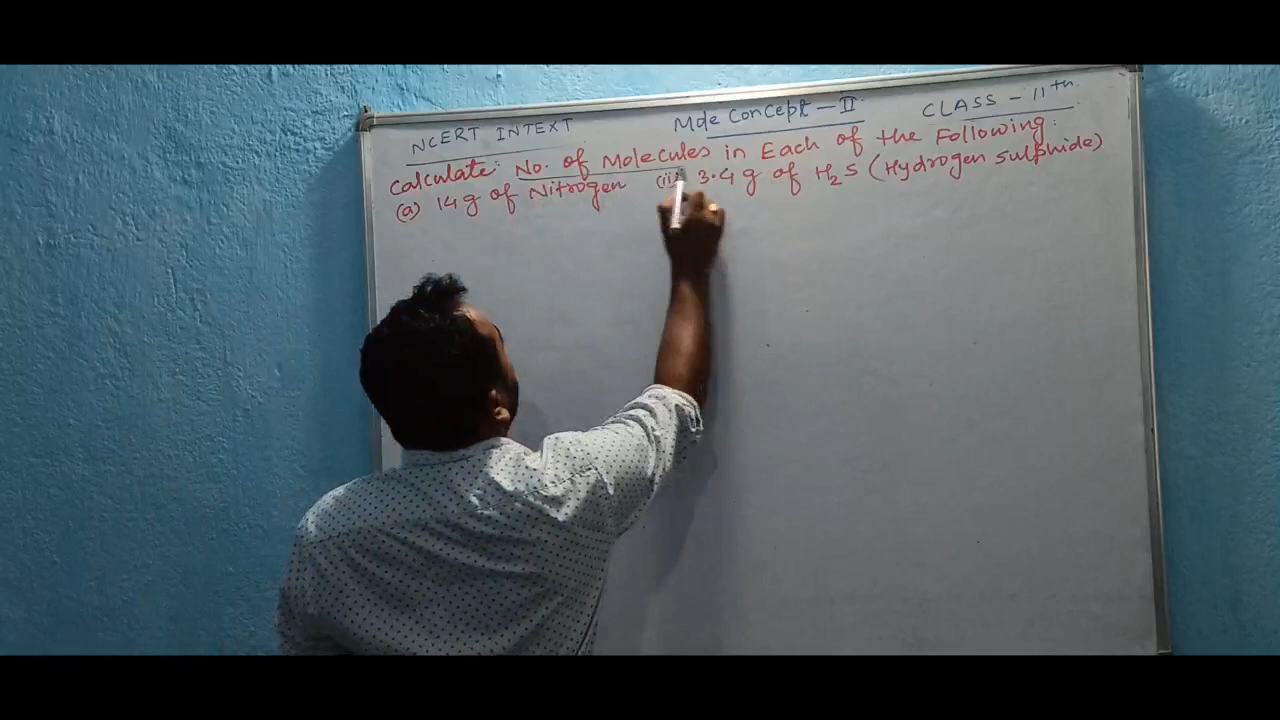 NCERT INTEXT Mole Concept - II CLASS - 11th
Calculate: No. of Molecules in Each of the Following:
(a) 14g of Nitrogen (ii) 3.4 g of H₂S (Hydrogen sulphide)